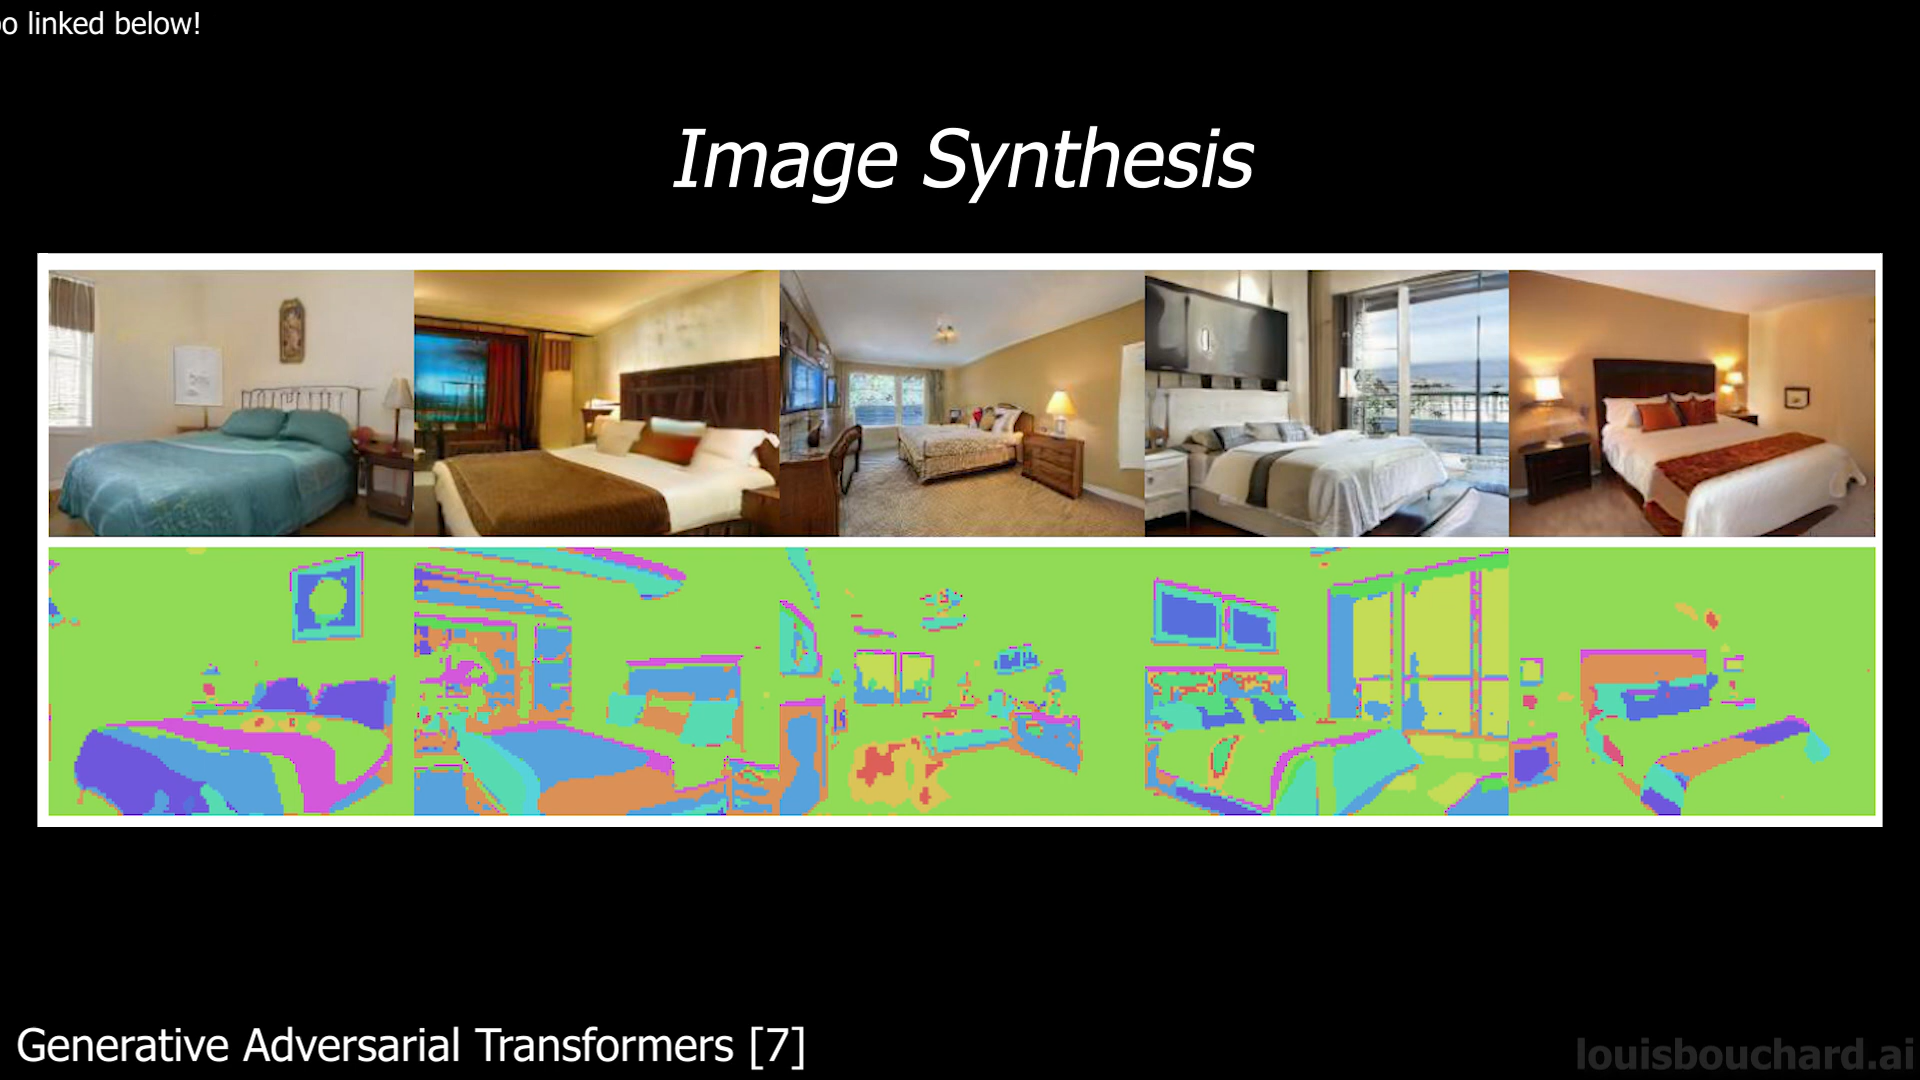 linked below!
Image Synthesis
Generative Adversarial Transformers [7]
louisbouchard.ai